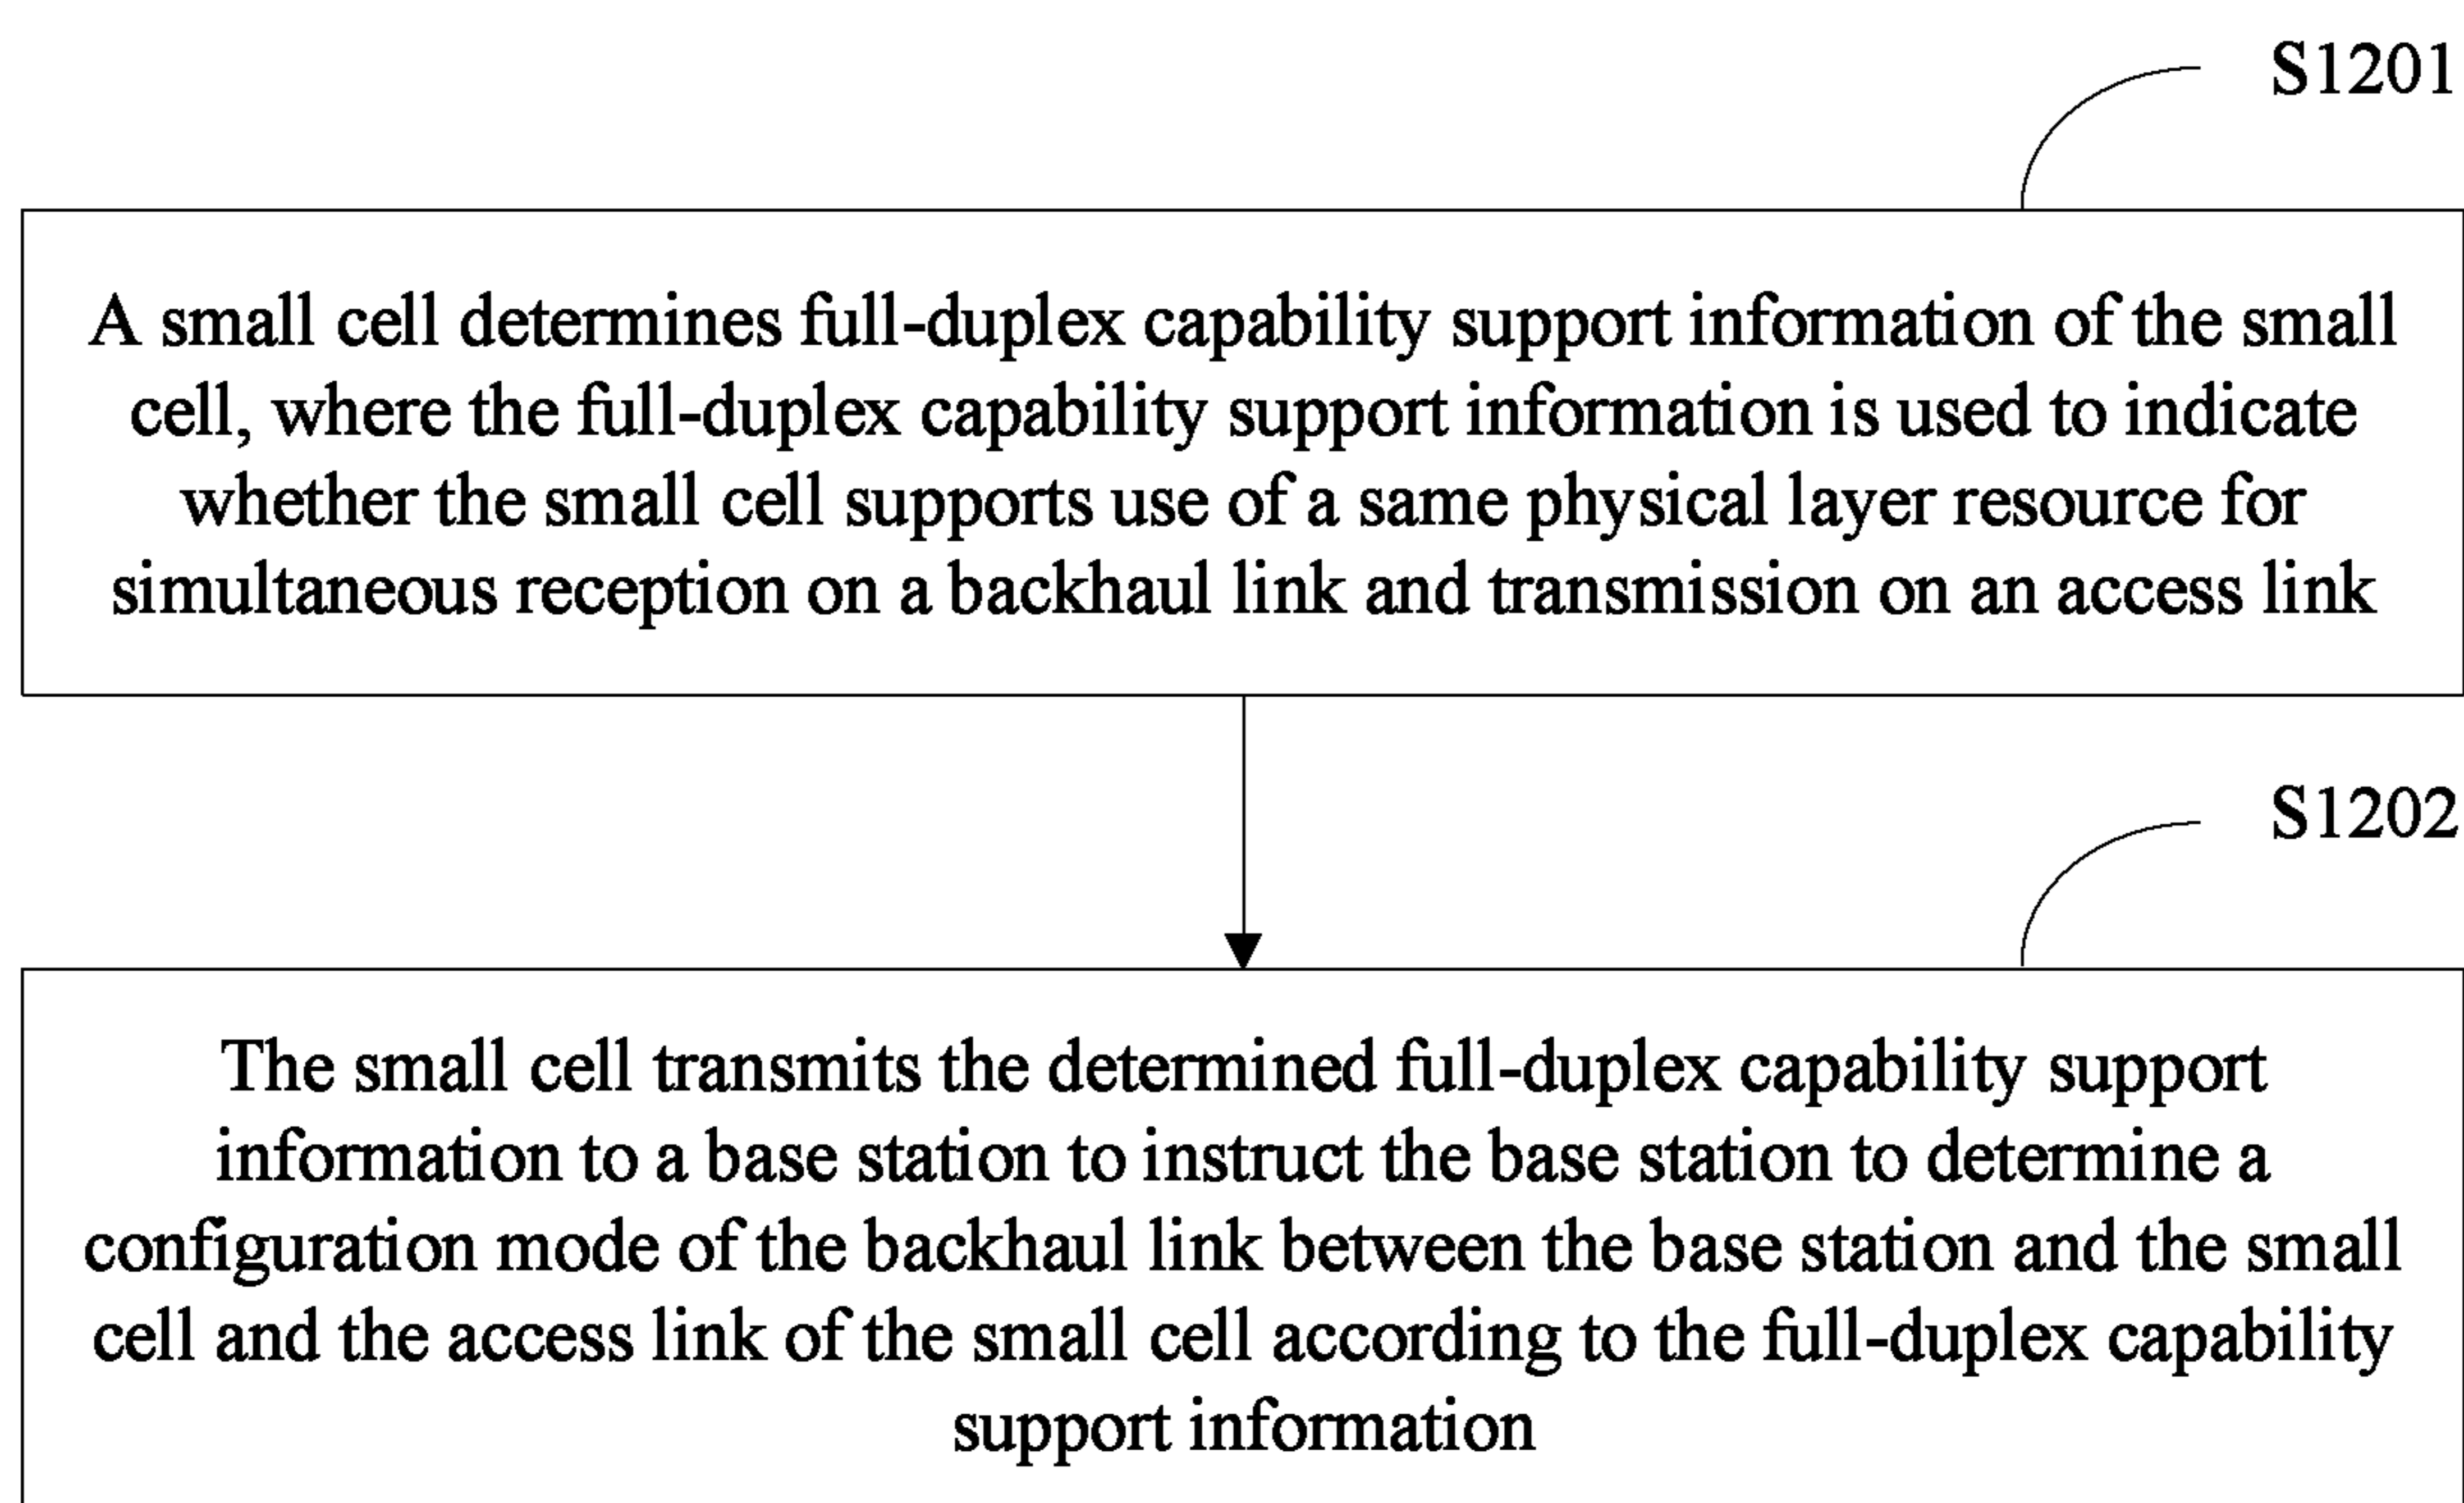 S1201
A small cell determines full-duplex capability support information of the small
cell, where the full-duplex capability support information is used to indicate
whether the small cell supports use of a same physical layer resource for
simultaneous reception on a backhaul link and transmission on an access link
S1202
The small cell transmits the determined full-duplex capability support
information to a base station to instruct the base station to determine a
configuration mode of the backhaul link between the base station and the small
cell and the access link of the small cell according to the full-duplex capability
support information